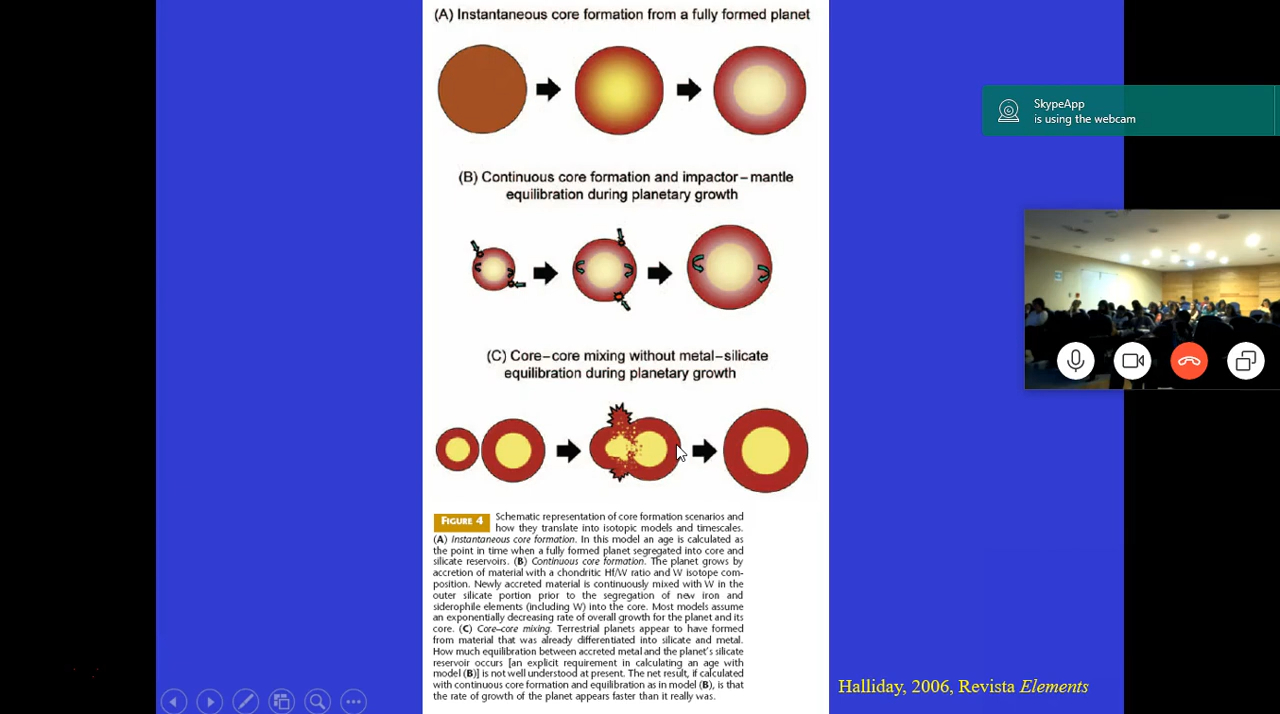 (A) Instantaneous core formation from a fully formed planet
SkypeApp
is using the webcam
(B) Continuous core formation and impactor–mantle
equilibration during planetary growth
(C) Core–core mixing without metal–silicate
equilibration during planetary growth
FIGURE 4 Schematic representation of core formation scenarios and
how they translate into isotopic models and timescales.
(A) Instantaneous core formation. In this model an age is calculated as
the point in time when a fully formed planet segregated into core and
silicate reservoirs. (B) Continuous core formation. The planet grows by
accretion of material with a chondritic Hf/W ratio and W isotope com-
position. Newly accreted material is continuously mixed with W in the
outer silicate portion prior to the segregation of new iron and
siderophile elements (including W) into the core. Most models assume
an exponentially decreasing rate of overall growth for the planet and its
core. (C) Core–core mixing. Terrestrial planets appear to have formed
from material that was already differentiated into silicate and metal.
How much equilibration between accreted metal and the planet's silicate
reservoir occurs [an explicit requirement in calculating an age with
model (B)] is not well understood at present. The net result, if calculated
with continuous core formation and equilibration as in model (B), is that
the rate of growth of the planet appears faster than it really was.
Halliday, 2006, Revista Elements